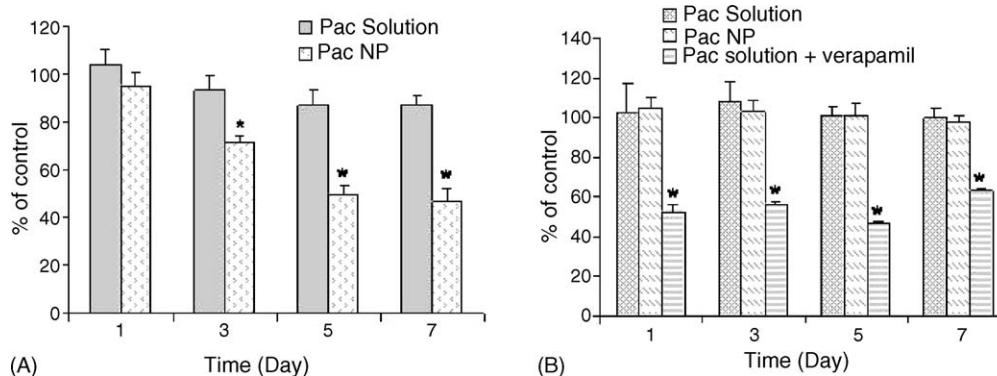 Pac Solution
Pac NP
120
100
80
60
40
20
0
% of control
*
*
*
1 3 5 7
Time (Day)
(A)
Pac Solution
Pac NP
Pac solution + verapamil
140
120
100
80
60
40
20
0
% of control
*
*
*
*
1 3 5 7
Time (Day)
(B)